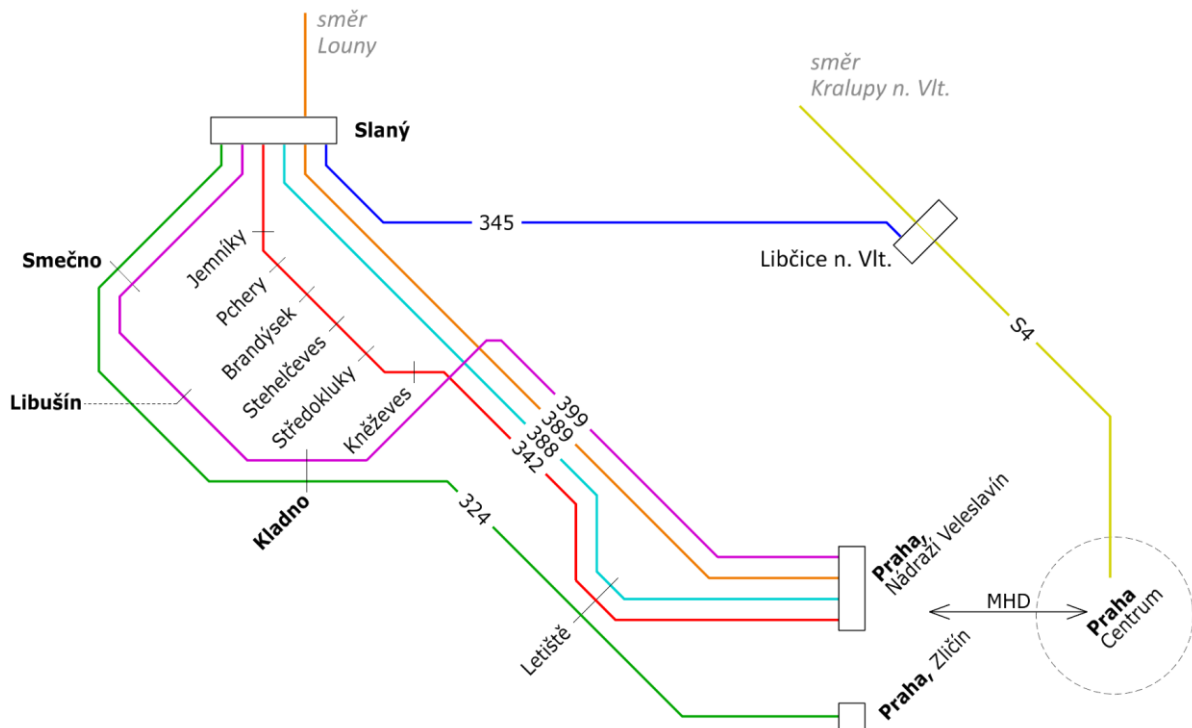 směr
Louny
směr
Kralupy n. Vlt.
Slaný
345
Libčice n. Vlt.
Smečno
Jemníky
Pchery
Brandýsek
Stehelčeves
Středokluky
Kněževes
S4
Libušín
399
389
388
342
Kladno
324
Praha,
Nádraží Veleslavín
Letiště
MHD
Praha
Centrum
Praha, Zličín